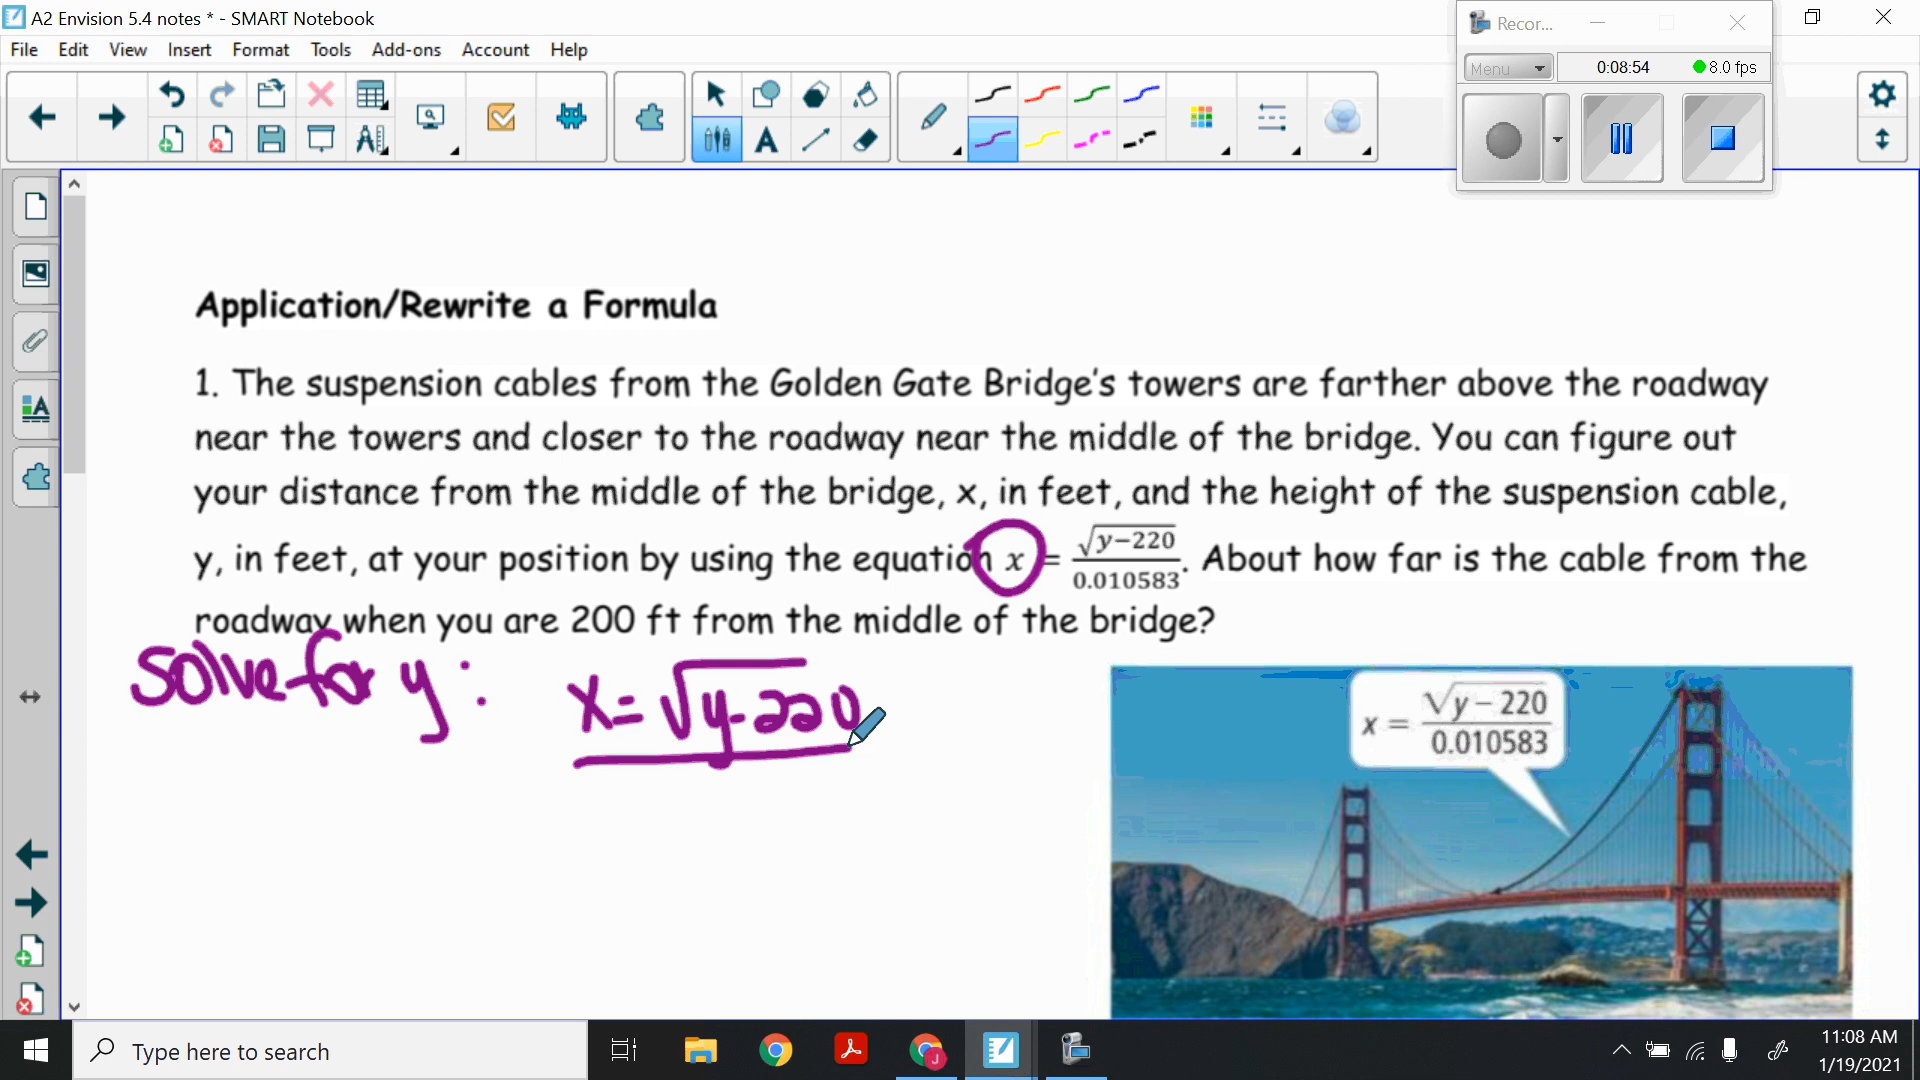 A2 Envision 5.4 notes * - SMART Notebook
Recor...
File Edit View Insert Format Tools Add-ons Account Help
Menu 0:08:54 8.0 fps
Application/Rewrite a Formula
1. The suspension cables from the Golden Gate Bridge's towers are farther above the roadway
near the towers and closer to the roadway near the middle of the bridge. You can figure out
your distance from the middle of the bridge, x, in feet, and the height of the suspension cable,
y, in feet, at your position by using the equation x = √(y−220)/0.010583. About how far is the cable from the
roadway when you are 200 ft from the middle of the bridge?
Solve for y: x = √y-220
x = √(y − 220)/0.010583
Type here to search
J
11:08 AM
1/19/2021